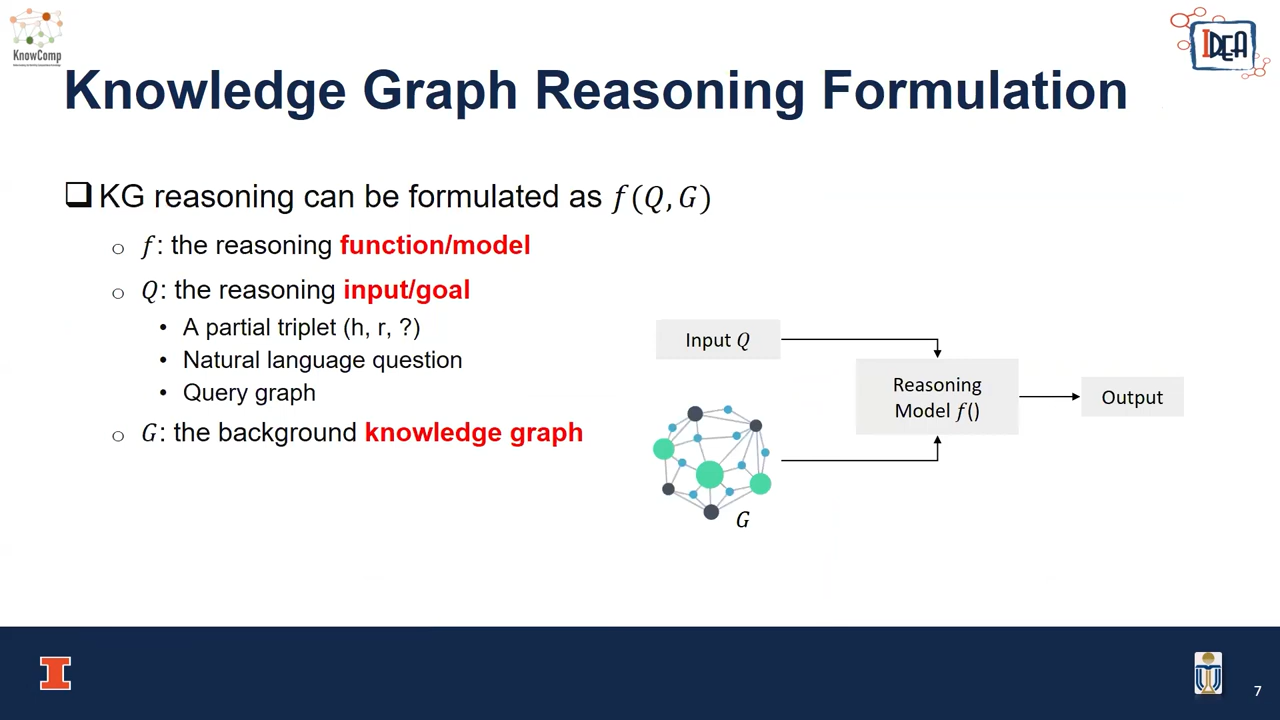 KnowComp
IDEA
Knowledge Graph Reasoning Formulation
KG reasoning can be formulated as f(Q, G)
f: the reasoning function/model
Q: the reasoning input/goal
• A partial triplet (h, r, ?)
• Natural language question
• Query graph
G: the background knowledge graph
Input Q
Reasoning
Model f()
Output
G
I
7